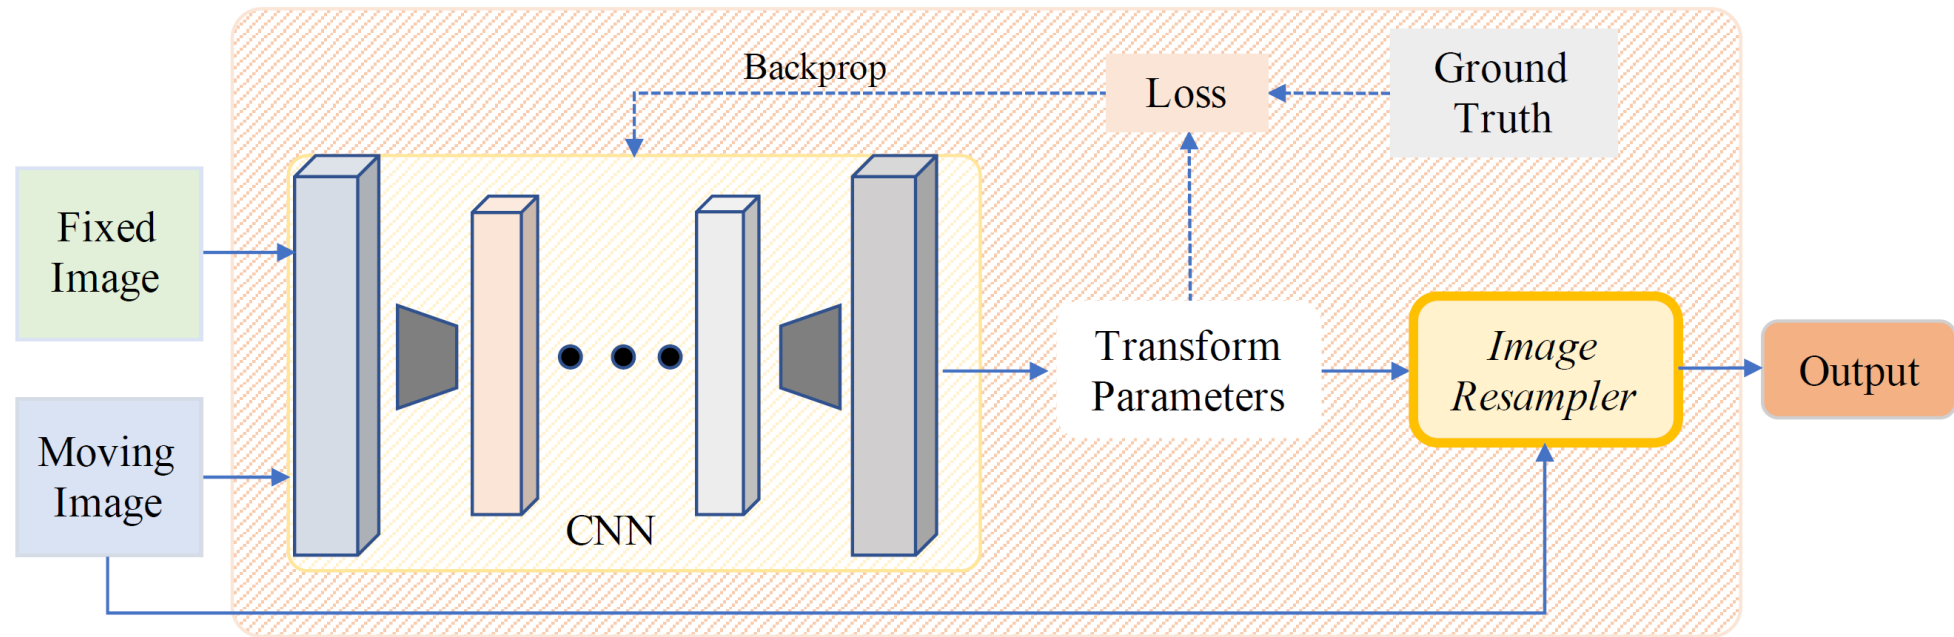 Backprop
Loss
Ground
Truth
Fixed
Image
Moving
Image
CNN
Transform
Parameters
Image
Resampler
Output